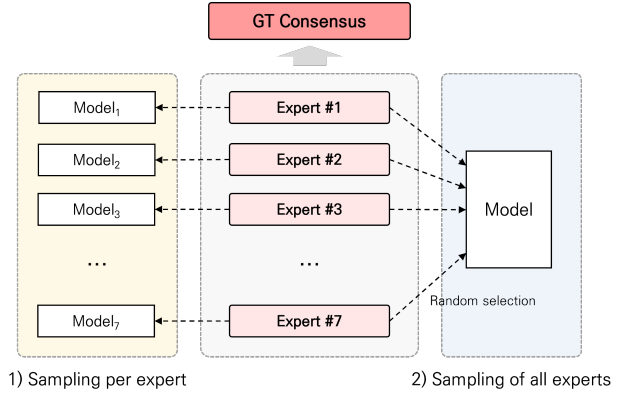 GT Consensus
Model₁
Expert #1
Model₂
Expert #2
Model₃
Expert #3
Model
...
...
Random selection
Model₇
Expert #7
1) Sampling per expert
2) Sampling of all experts